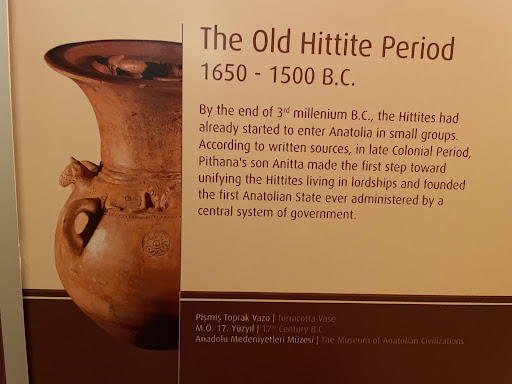 The Old Hittite Period
1650 - 1500 B.C.
By the end of 3rd millenium B.C., the Hittites had
already started to enter Anatolia in small groups.
According to written sources, in late Colonial Period,
Pithana's son Anitta made the first step toward
unifying the Hittites living in lordships and founded
the first Anatolian State ever administered by a
central system of government.
Pişmiş Toprak Vazo | Terracotta Vase
M.Ö. 17. Yüzyıl | 17th Century B.C.
Anadolu Medeniyetleri Müzesi | The Museum of Anatolian Civilizations